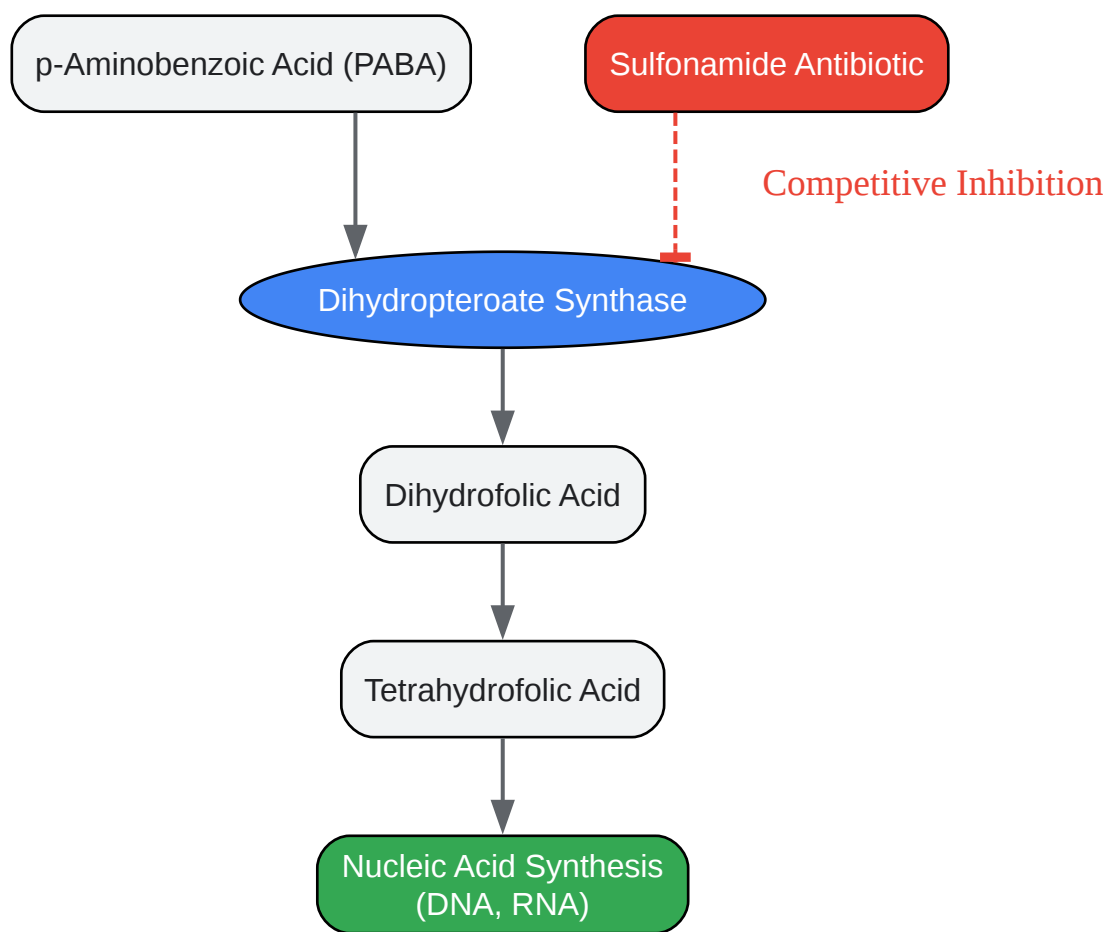 p-Aminobenzoic Acid (PABA)
Sulfonamide Antibiotic
Competitive Inhibition
Dihydropteroate Synthase
Dihydrofolic Acid
Tetrahydrofolic Acid
Nucleic Acid Synthesis
(DNA, RNA)